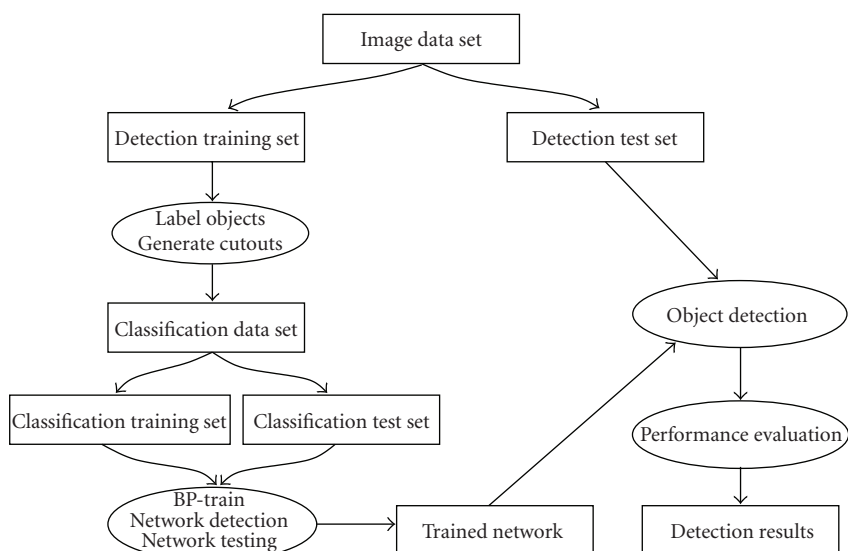 Image data set
Detection training set
Detection test set
Label objects
Generate cutouts
Classification data set
Object detection
Classification training set
Classification test set
Performance evaluation
BP-train
Network detection
Network testing
Trained network
Detection results